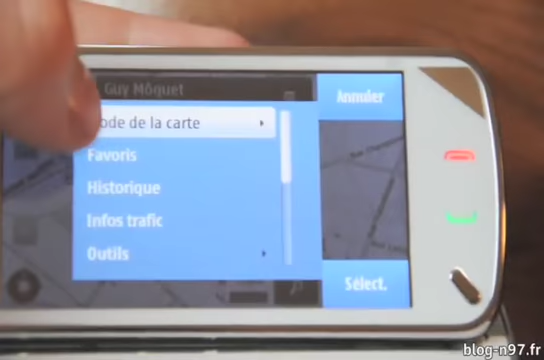 Guy Môquet
Annuler
ode de la carte
Favoris
Historique
Infos trafic
Outils
Sélect.
blog-n97.fr